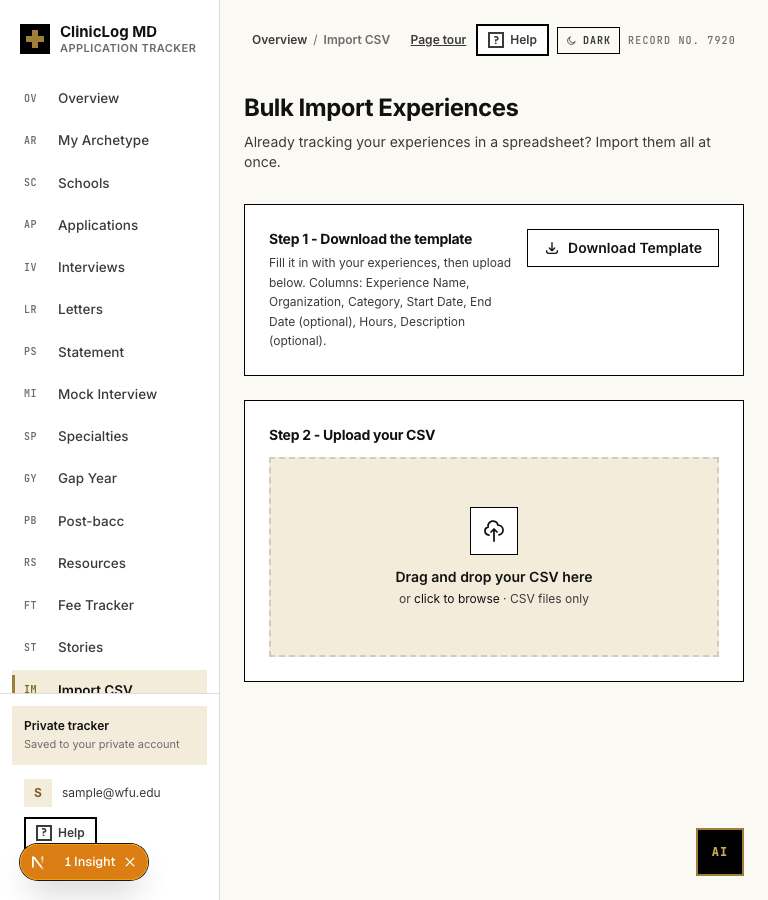 ClinicLog MD
APPLICATION TRACKER
OV Overview
AR My Archetype
SC Schools
AP Applications
IV Interviews
LR Letters
PS Statement
MI Mock Interview
SP Specialties
GY Gap Year
PB Post-bacc
RS Resources
FT Fee Tracker
ST Stories
IM Import CSV
Private tracker
Saved to your private account
S sample@wfu.edu
? Help
N 1 Insight
Overview / Import CSV Page tour ? Help DARK RECORD NO. 7920
Bulk Import Experiences
Already tracking your experiences in a spreadsheet? Import them all at
once.
Step 1 - Download the template
Fill it in with your experiences, then upload
below. Columns: Experience Name,
Organization, Category, Start Date, End
Date (optional), Hours, Description
(optional).
Download Template
Step 2 - Upload your CSV
Drag and drop your CSV here
or click to browse · CSV files only
AI